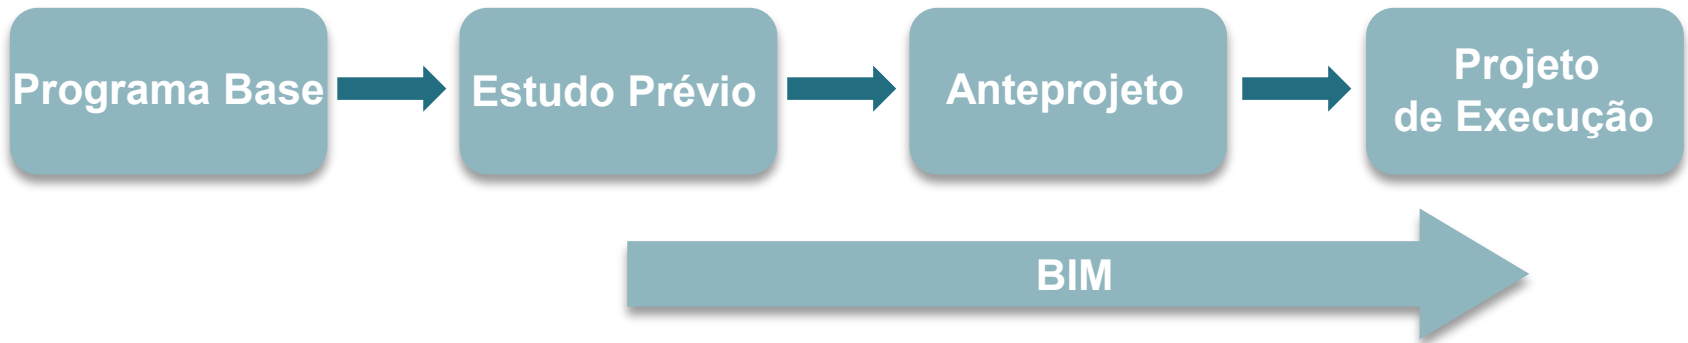 Programa Base
Estudo Prévio
Anteprojeto
Projeto
de Execução
BIM